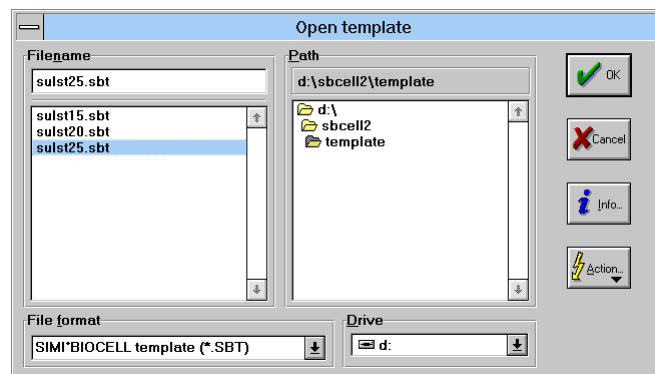 Open template
Filename
sulst25.sbt
sulst15.sbt
sulst20.sbt
sulst25.sbt
Path
d:\sbcell2\template
d:\
sbcell2
template
OK
Cancel
Info...
Action...
File format
SIMI*BIOCELL template (*.SBT)
Drive
d: